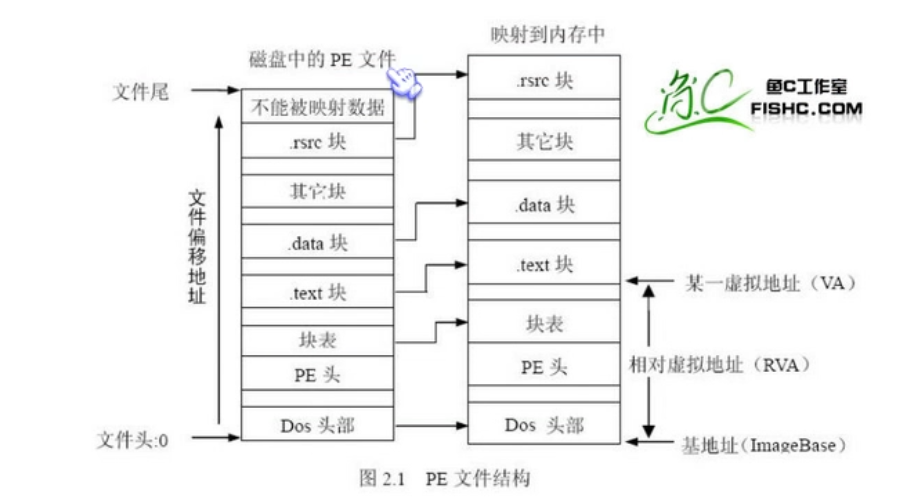 磁盘中的 PE 文件
映射到内存中
文件尾
不能被映射数据
.rsrc 块
其它块
.data 块
.text 块
块表
PE 头
Dos 头部
文件偏移地址
文件头:0
.rsrc 块
其它块
.data 块
.text 块
块表
PE 头
Dos 头部
鱼C
鱼C工作室
FISHC.COM
某一虚拟地址（VA）
相对虚拟地址（RVA）
基地址(ImageBase)
图 2.1 PE 文件结构